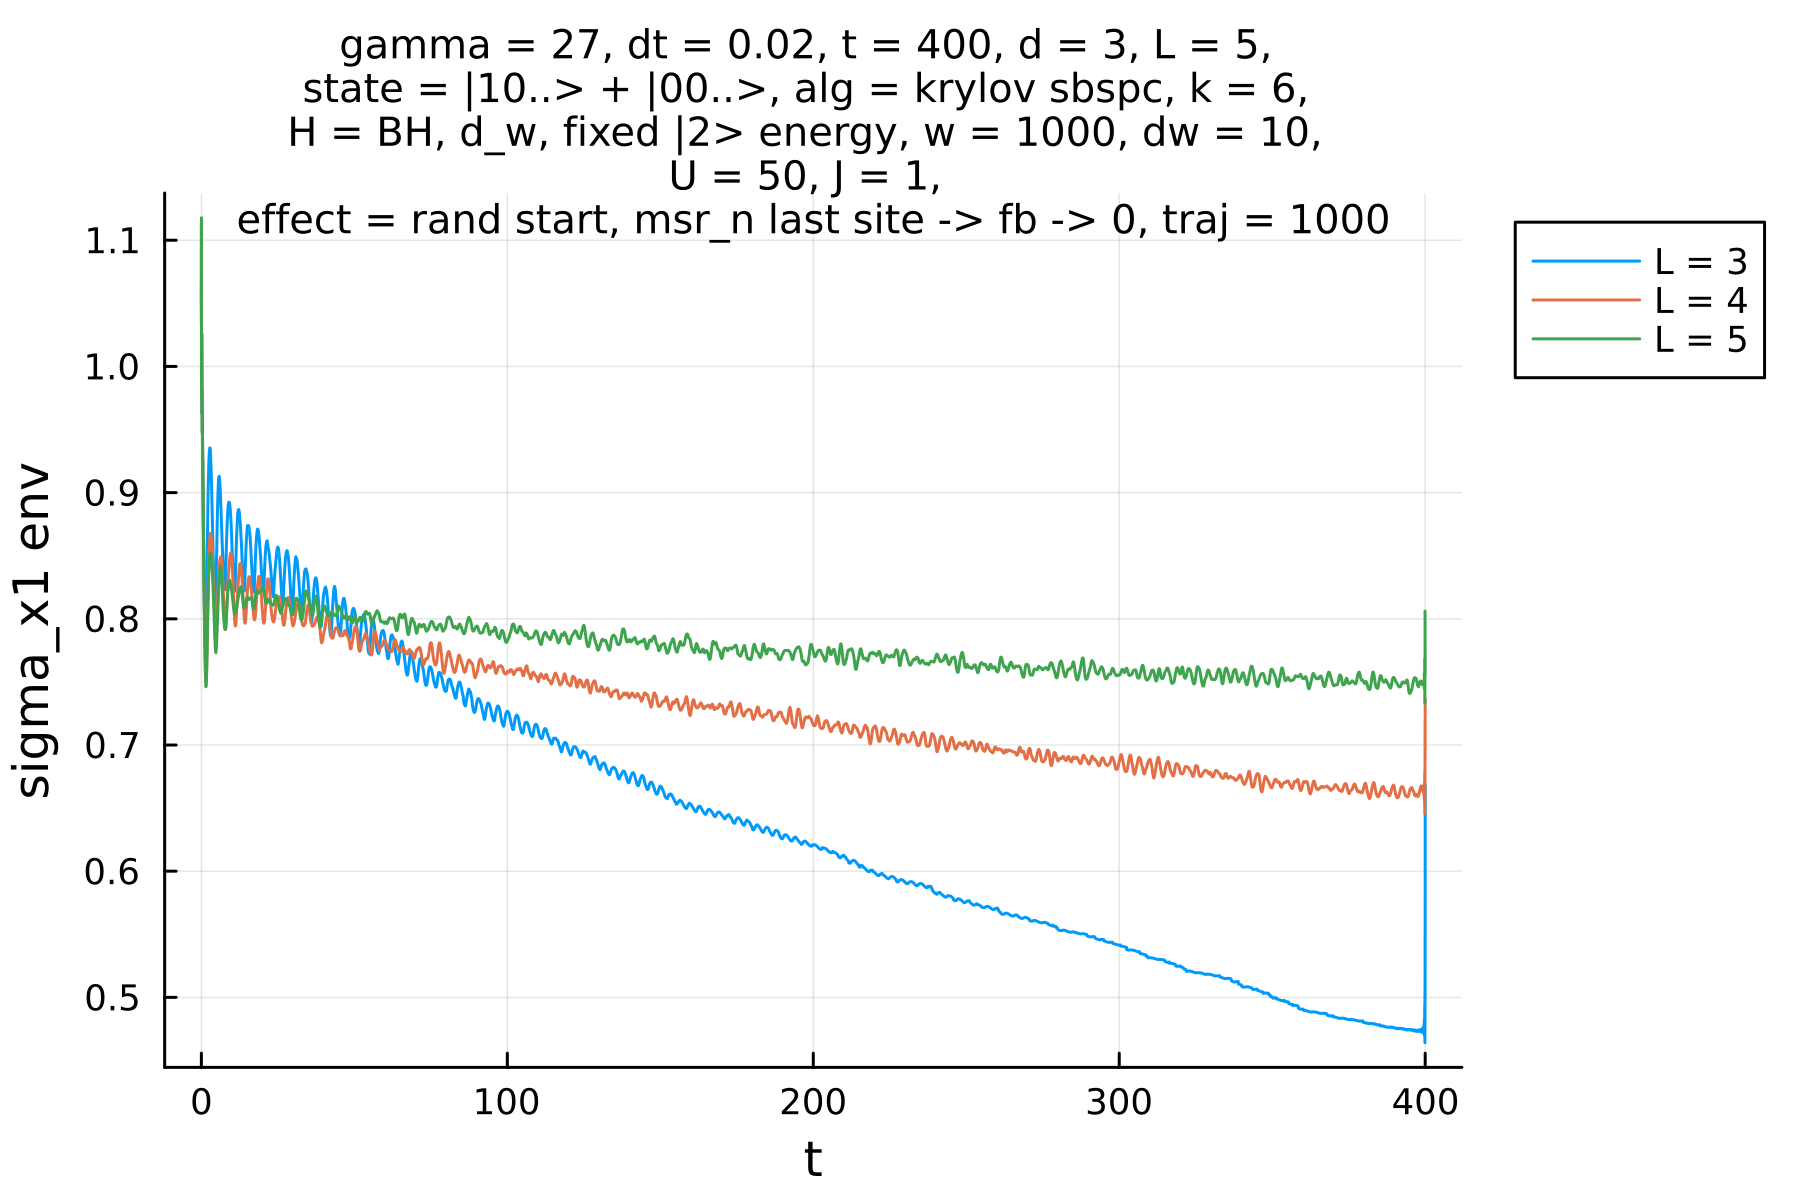 gamma = 27, dt = 0.02, t = 400, d = 3, L = 5,
state = |10..> + |00..>, alg = krylov sbspc, k = 6,
H = BH, d_w, fixed |2> energy, w = 1000, dw = 10,
U = 50, J = 1,
effect = rand start, msr_n last site -> fb -> 0, traj = 1000
L = 3
L = 4
L = 5
sigma_x1 env
1.1
1.0
0.9
0.8
0.7
0.6
0.5
0 100 200 300 400
t